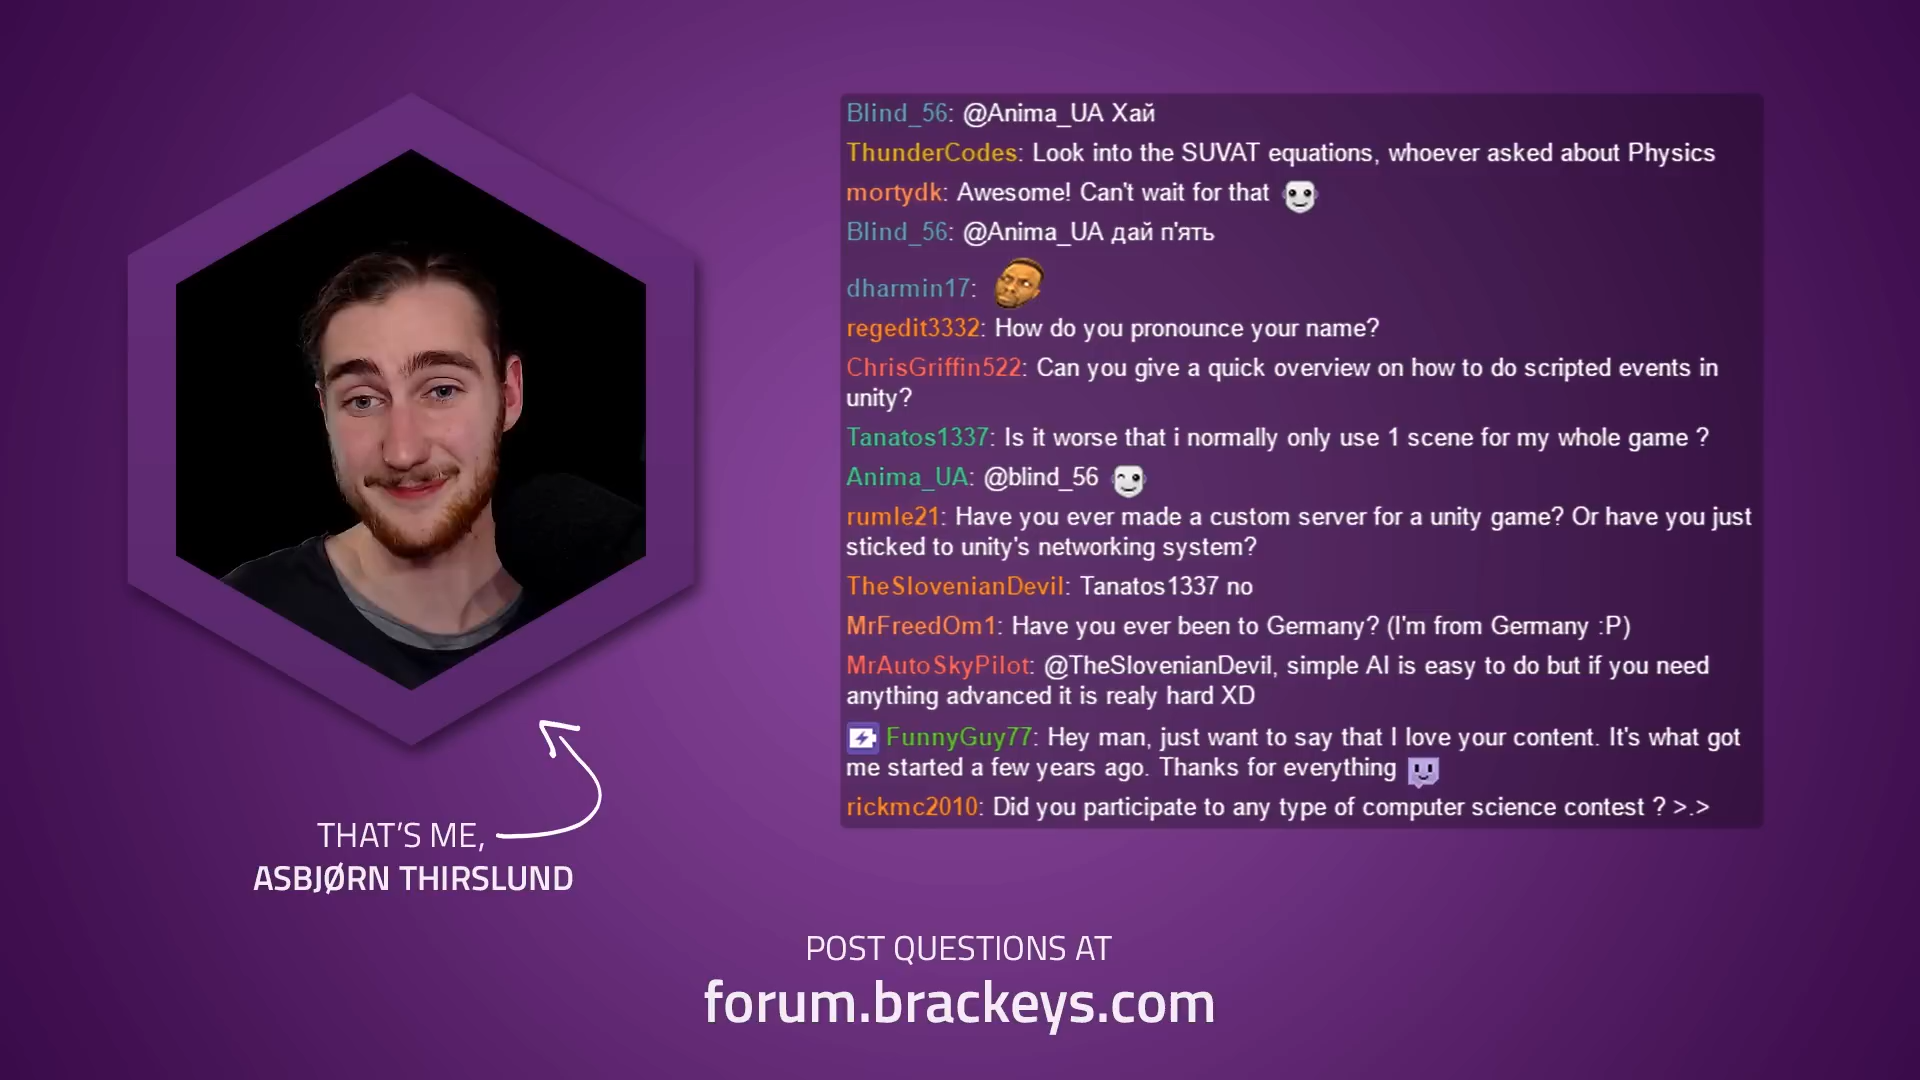 Blind_56: @Anima_UA Хай
ThunderCodes: Look into the SUVAT equations, whoever asked about Physics
mortydk: Awesome! Can't wait for that
Blind_56: @Anima_UA дай п'ять
dharmin17:
regedit3332: How do you pronounce your name?
ChrisGriffin522: Can you give a quick overview on how to do scripted events in
unity?
Tanatos1337: Is it worse that i normally only use 1 scene for my whole game ?
Anima_UA: @blind_56
rumle21: Have you ever made a custom server for a unity game? Or have you just
sticked to unity's networking system?
TheSlovenianDevil: Tanatos1337 no
MrFreedOm1: Have you ever been to Germany? (I'm from Germany :P)
MrAutoSkyPilot: @TheSlovenianDevil, simple AI is easy to do but if you need
anything advanced it is realy hard XD
FunnyGuy77: Hey man, just want to say that I love your content. It's what got
me started a few years ago. Thanks for everything
rickmc2010: Did you participate to any type of computer science contest ? >.>
THAT'S ME,
ASBJØRN THIRSLUND
POST QUESTIONS AT
forum.brackeys.com